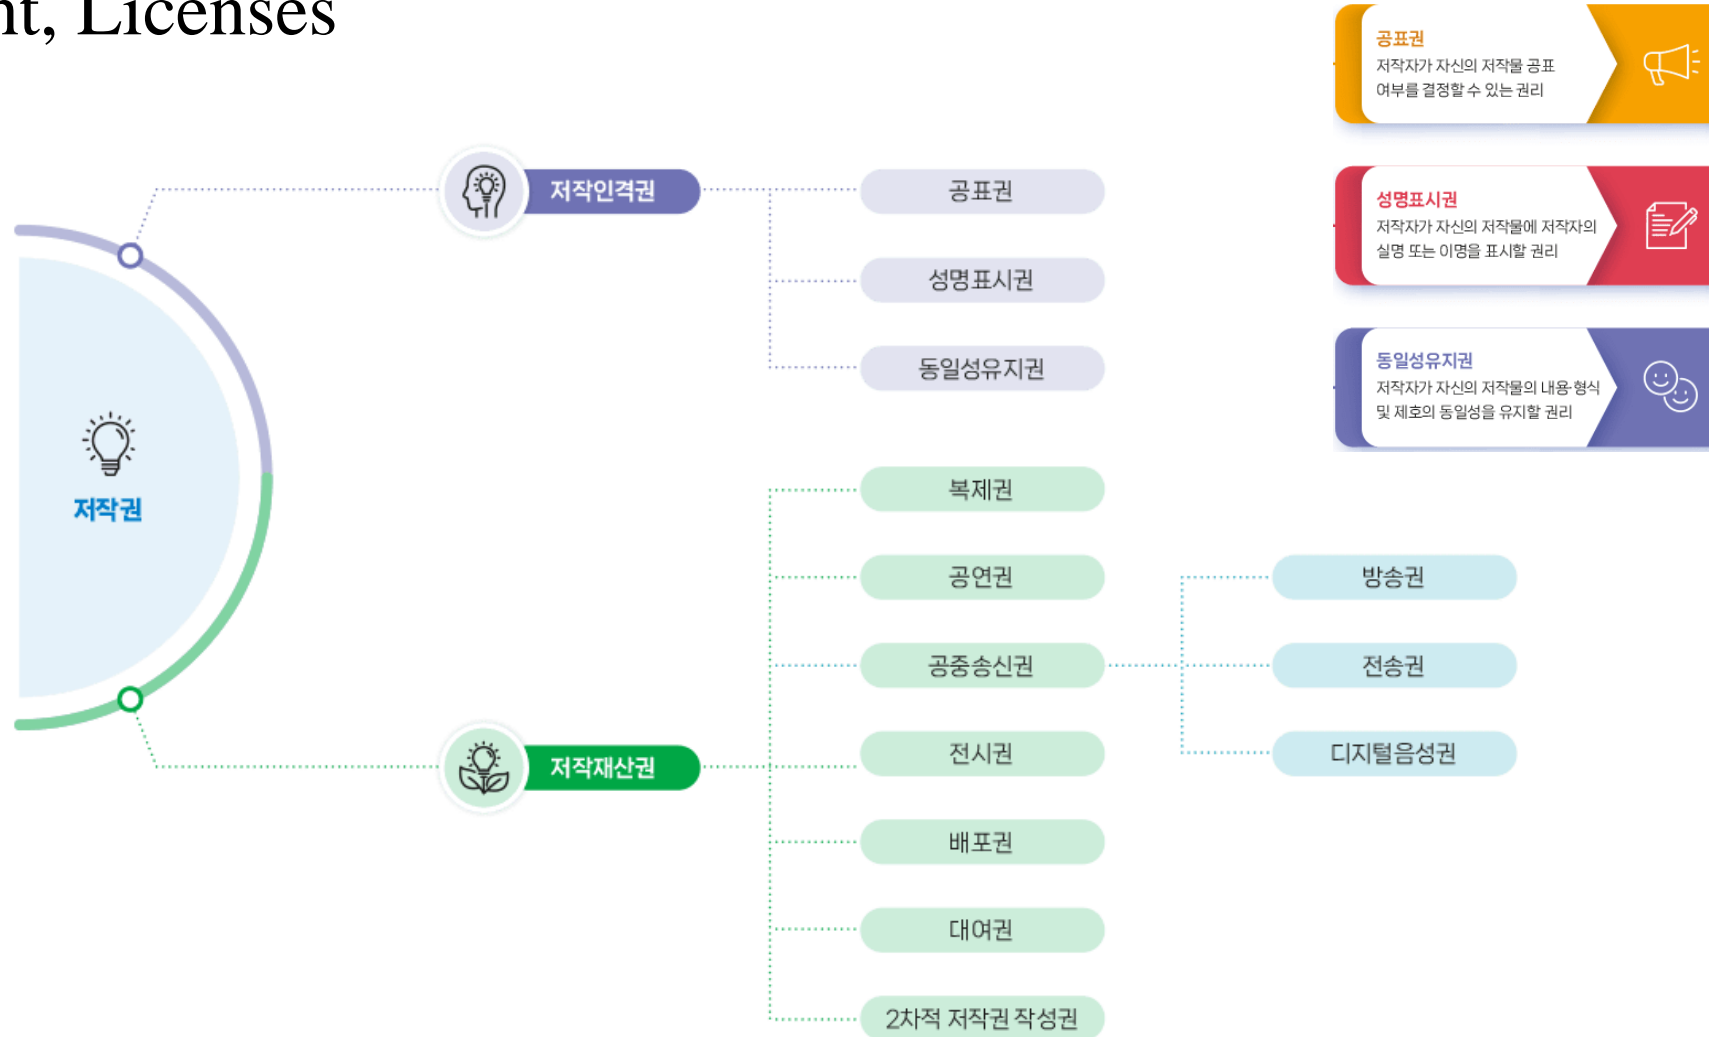 nt, Licenses
공표권
저작자가 자신의 저작물 공표
여부를 결정할 수 있는 권리
성명표시권
저작자가 자신의 저작물에 저작자의
실명 또는 이명을 표시할 권리
동일성유지권
저작자가 자신의 저작물의 내용·형식
및 제호의 동일성을 유지할 권리
저작권
저작인격권
공표권
성명표시권
동일성유지권
저작재산권
복제권
공연권
공중송신권
방송권
전송권
디지털음성권
전시권
배포권
대여권
2차적 저작권 작성권